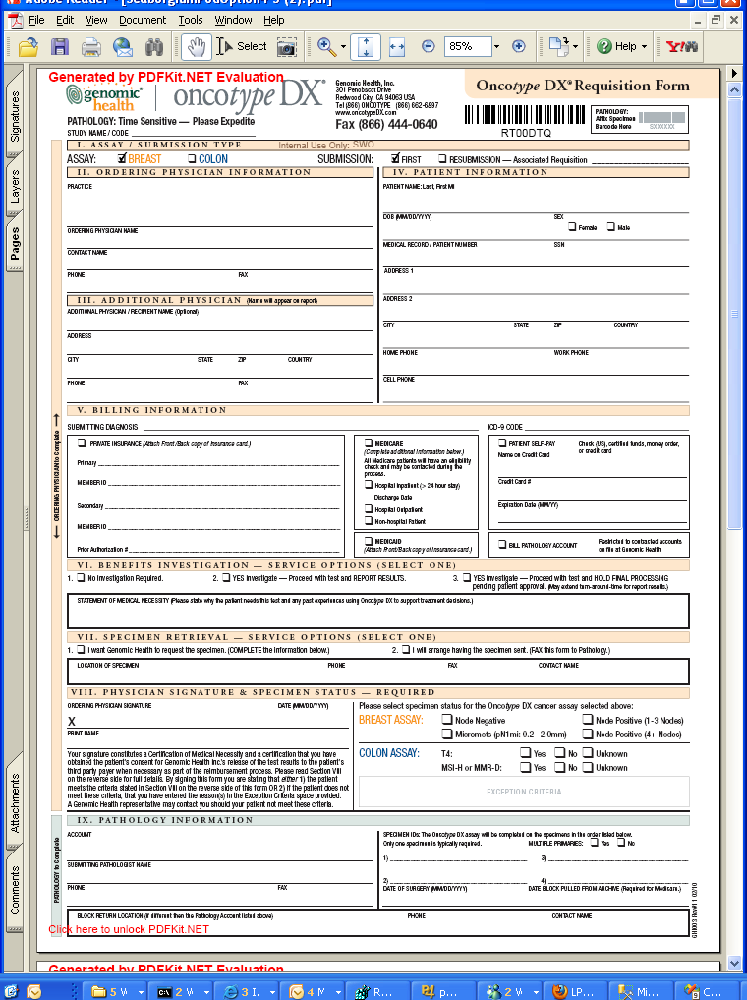 File Edit View Document Tools Window Help
Select 85% Help
Signatures
Layers
Pages
Attachments
Comments
Generated by PDFKit.NET Evaluation
genomic health
oncotype DX®
Genomic Health, Inc.
301 Penobscot Drive
Redwood City, CA 94063 USA
Tel (866) ONCOTYPE (866) 662-6897
www.oncotypeDX.com
Fax (866) 444-0640
Oncotype DX® Requisition Form
RT00DTQ
PATHOLOGY:
Affix Specimen
Barcode Here
SXXXXXX
PATHOLOGY: Time Sensitive — Please Expedite
STUDY NAME / CODE
I. ASSAY / SUBMISSION TYPE Internal Use Only: SWO
ASSAY: BREAST COLON SUBMISSION: FIRST RESUBMISSION — Associated Requisition
II. ORDERING PHYSICIAN INFORMATION
PRACTICE
ORDERING PHYSICIAN NAME
CONTACT NAME
PHONE FAX
III. ADDITIONAL PHYSICIAN (Name will appear on report)
ADDITIONAL PHYSICIAN / RECIPIENT NAME (Optional)
ADDRESS
CITY STATE ZIP COUNTRY
PHONE FAX
IV. PATIENT INFORMATION
PATIENT NAME: Last, First MI
DOB (MM/DD/YYYY) SEX
Female Male
MEDICAL RECORD / PATIENT NUMBER SSN
ADDRESS 1
ADDRESS 2
CITY STATE ZIP COUNTRY
HOME PHONE WORK PHONE
CELL PHONE
ORDERING PHYSICIAN to Complete
V. BILLING INFORMATION
SUBMITTING DIAGNOSIS ICD-9 CODE
PRIVATE INSURANCE (Attach Front/Back copy of insurance card.)
Primary
MEMBER ID
Secondary
MEMBER ID
Prior Authorization #
MEDICARE
(Complete additional information below.)
All Medicare patients will have an eligibility
check and may be contacted during the
process.
Hospital Inpatient (> 24 hour stay)
Discharge Date
Hospital Outpatient
Non-hospital Patient
MEDICAID
(Attach Front/Back copy of insurance card.)
PATIENT SELF-PAY Check (US), certified funds, money order,
or credit card
Name on Credit Card
Credit Card #
Expiration Date (MM/YY)
BILL PATHOLOGY ACCOUNT Restricted to contracted accounts
on file at Genomic Health
VI. BENEFITS INVESTIGATION — SERVICE OPTIONS (SELECT ONE)
1. No Investigation Required. 2. YES Investigate — Proceed with test and REPORT RESULTS. 3. YES Investigate — Proceed with test and HOLD FINAL PROCESSING
pending patient approval. (May extend turn-around-time for report results.)
STATEMENT OF MEDICAL NECESSITY (Please state why the patient needs this test and any past experiences using Oncotype DX to support treatment decisions.)
VII. SPECIMEN RETRIEVAL — SERVICE OPTIONS (SELECT ONE)
1. I want Genomic Health to request the specimen. (COMPLETE the information below.) 2. I will arrange having the specimen sent. (FAX this form to Pathology.)
LOCATION OF SPECIMEN PHONE FAX CONTACT NAME
VIII. PHYSICIAN SIGNATURE & SPECIMEN STATUS — REQUIRED
ORDERING PHYSICIAN SIGNATURE DATE (MM/DD/YYYY)
X
PRINT NAME
Your signature constitutes a Certification of Medical Necessity and a certification that you have
obtained the patient's consent for Genomic Health Inc.'s release of the test results to the patient's
third party payer when necessary as part of the reimbursement process. Please read Section VIII
on the reverse side for full details. By signing this form you are stating that either 1) the patient
meets the criteria stated in Section VIII on the reverse side of this form OR 2) if the patient does not
meet these criteria, that you have entered the reason(s) in the Exception Criteria space provided.
A Genomic Health representative may contact you should your patient not meet these criteria.
Please select specimen status for the Oncotype DX cancer assay selected above:
BREAST ASSAY: Node Negative Node Positive (1-3 Nodes)
Micromets (pN1mi: 0.2–2.0mm) Node Positive (4+ Nodes)
COLON ASSAY: T4: Yes No Unknown
MSI-H or MMR-D: Yes No Unknown
EXCEPTION CRITERIA
PATHOLOGY to Complete
IX. PATHOLOGY INFORMATION
ACCOUNT
SUBMITTING PATHOLOGIST NAME
PHONE FAX
SPECIMEN IDs: The Oncotype DX assay will be completed on the specimens in the order listed below.
Only one specimen is typically required. MULTIPLE PRIMARIES: Yes No
1) 3)
2) 4)
DATE OF SURGERY (MM/DD/YYYY) DATE BLOCK PULLED FROM ARCHIVE (Required for Medicare.)
BLOCK RETURN LOCATION (if different then the Pathology Account listed above) PHONE CONTACT NAME
Click here to unlock PDFKit.NET
Generated by PDFKit.NET Evaluation
5 2 3 I.. 4 R... p... 2 LP... Mi... C...